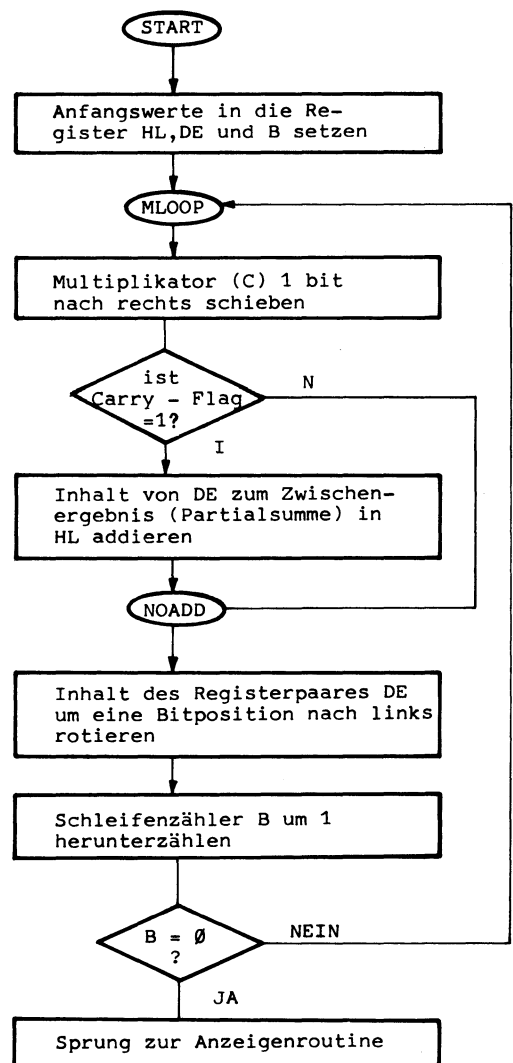 START
Anfangswerte in die Re-
gister HL,DE und B setzen
MLOOP
Multiplikator (C) 1 bit
nach rechts schieben
ist
Carry - Flag
=1?
N
I
Inhalt von DE zum Zwischen-
ergebnis (Partialsumme) in
HL addieren
NOADD
Inhalt des Registerpaares DE
um eine Bitposition nach links
rotieren
Schleifenzähler B um 1
herunterzählen
B = Ø
?
NEIN
JA
Sprung zur Anzeigenroutine